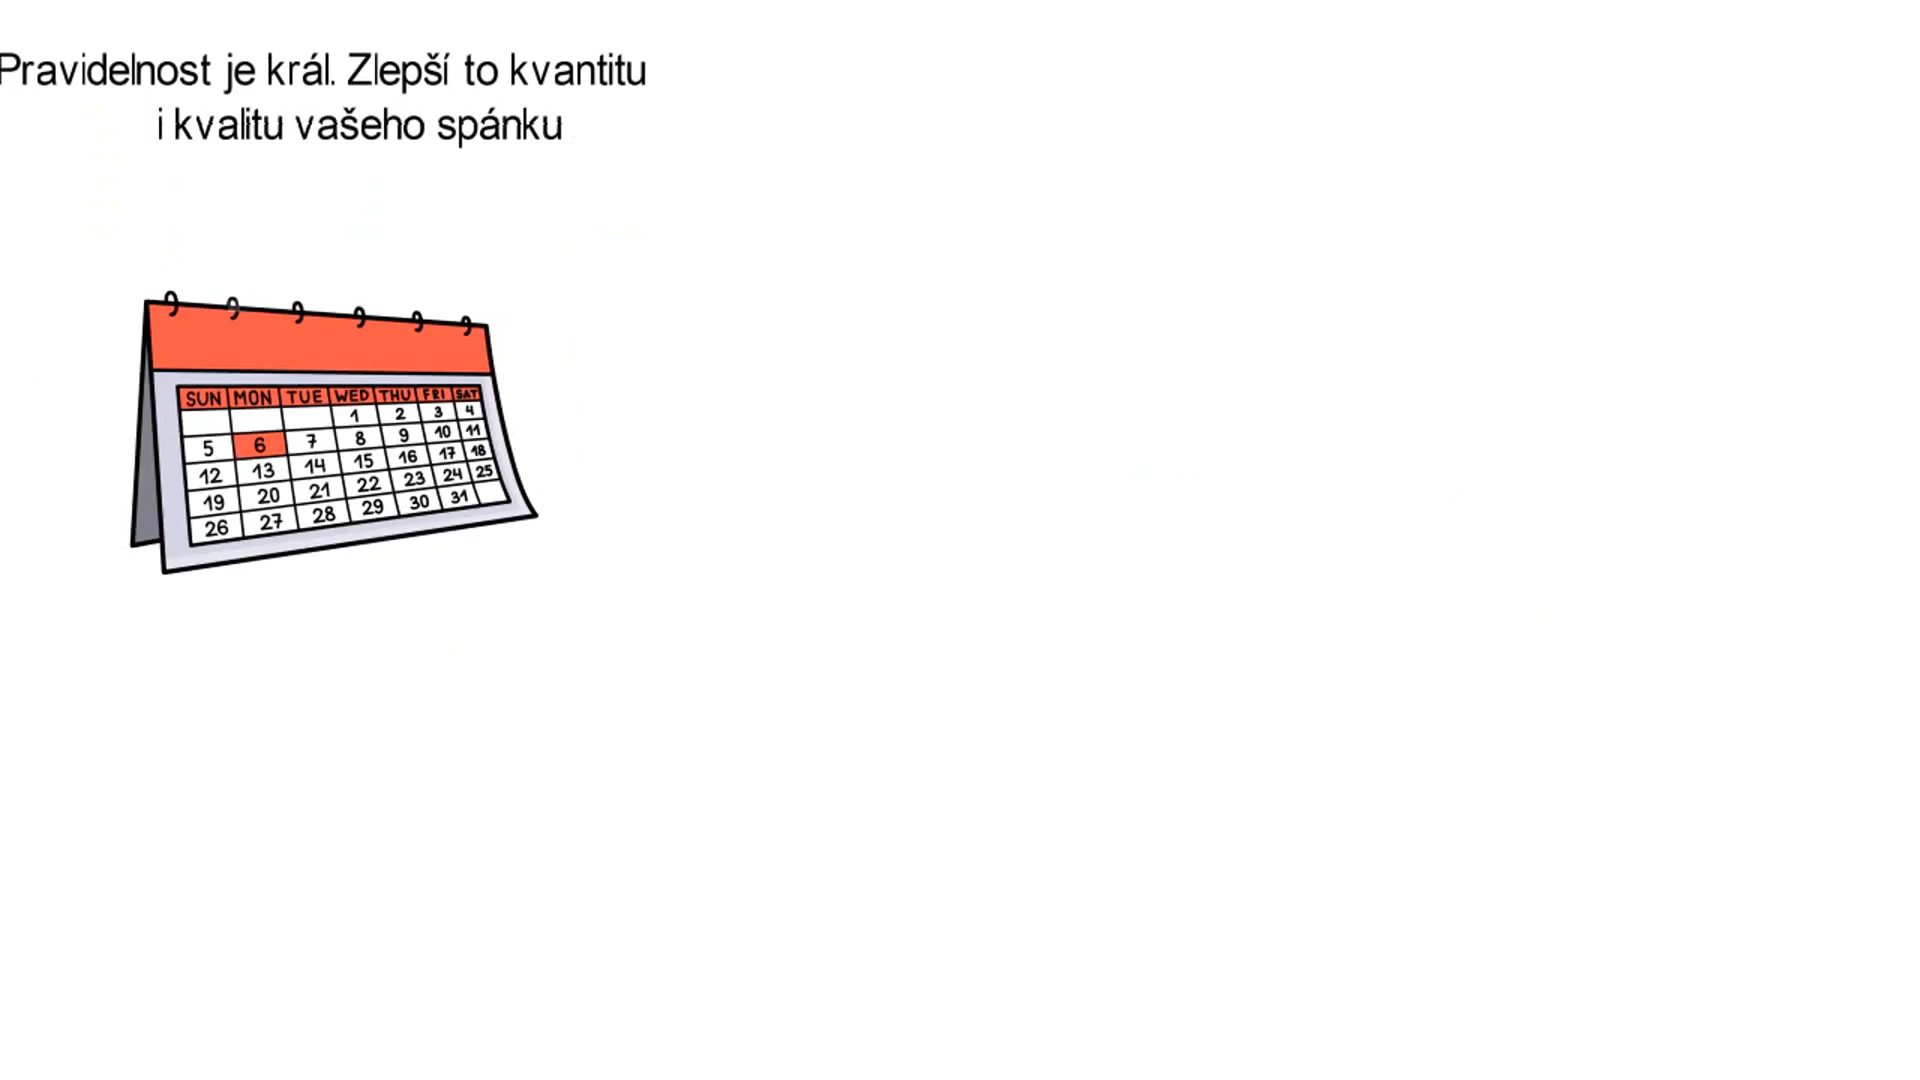 Pravidelnost je král. Zlepší to kvantitu
i kvalitu vašeho spánku
SUN MON TUE WED THU FRI SAT
1 2 3 4
5 6 7 8 9 10 11
12 13 14 15 16 17 18
19 20 21 22 23 24 25
26 27 28 29 30 31